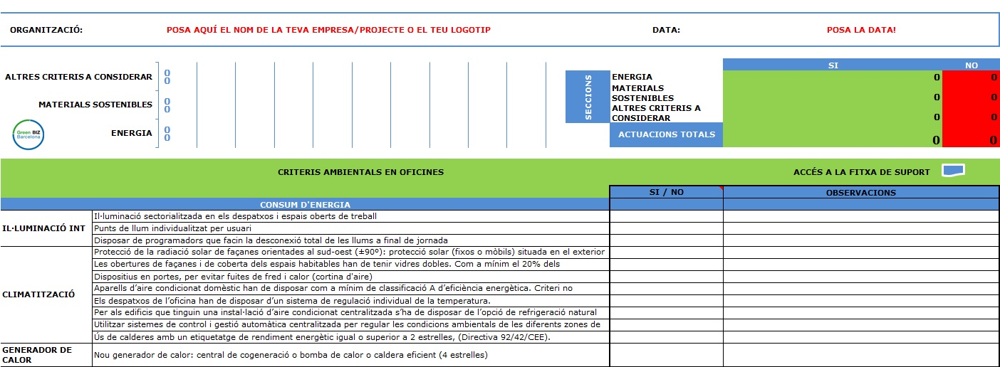 ORGANITZACIÓ: POSA AQUÍ EL NOM DE LA TEVA EMPRESA/PROJECTE O EL TEU LOGOTIP DATA: POSA LA DATA!
ALTRES CRITERIS A CONSIDERAR 0
0
MATERIALS SOSTENIBLES 0
0
ENERGIA 0
0
Green BIZ
Barcelona
SI NO
SECCIONS
ENERGIA 0 0
MATERIALS
SOSTENIBLES 0 0
ALTRES CRITERIS A
CONSIDERAR 0 0
ACTUACIONS TOTALS 0 0
CRITERIS AMBIENTALS EN OFICINES ACCÉS A LA FITXA DE SUPORT
SI / NO OBSERVACIONS
CONSUM D'ENERGIA
IL·LUMINACIÓ INT
Il·luminació sectorialitzada en els despatxos i espais oberts de treball
Punts de llum individualitzat per usuari
Disposar de programadors que facin la desconexió total de les llums a final de jornada
CLIMATITZACIÓ
Protecció de la radiació solar de façanes orientades al sud-oest (±90º): protecció solar (fixos o mòbils) situada en el exterior
Les obertures de façanes i de coberta dels espais habitables han de tenir vidres dobles. Com a mínim el 20% dels
Dispositius en portes, per evitar fuites de fred i calor (cortina d'aire)
Aparells d’aire condicionat domèstic han de disposar com a mínim de classificació A d’eficiència energètica. Criteri no
Els despatxos de l’oficina han de disposar d’un sistema de regulació individual de la temperatura.
Per als edificis que tinguin una instal·lació d’aire condicionat centralitzada s’ha de disposar de l’opció de refrigeració natural
Utilitzar sistemes de control i gestió automàtica centralitzada per regular les condicions ambientals de les diferents zones de
Ús de calderes amb un etiquetatge de rendiment energètic igual o superior a 2 estrelles, (Directiva 92/42/CEE).
GENERADOR DE
CALOR
Nou generador de calor: central de cogeneració o bomba de calor o caldera eficient (4 estrelles)